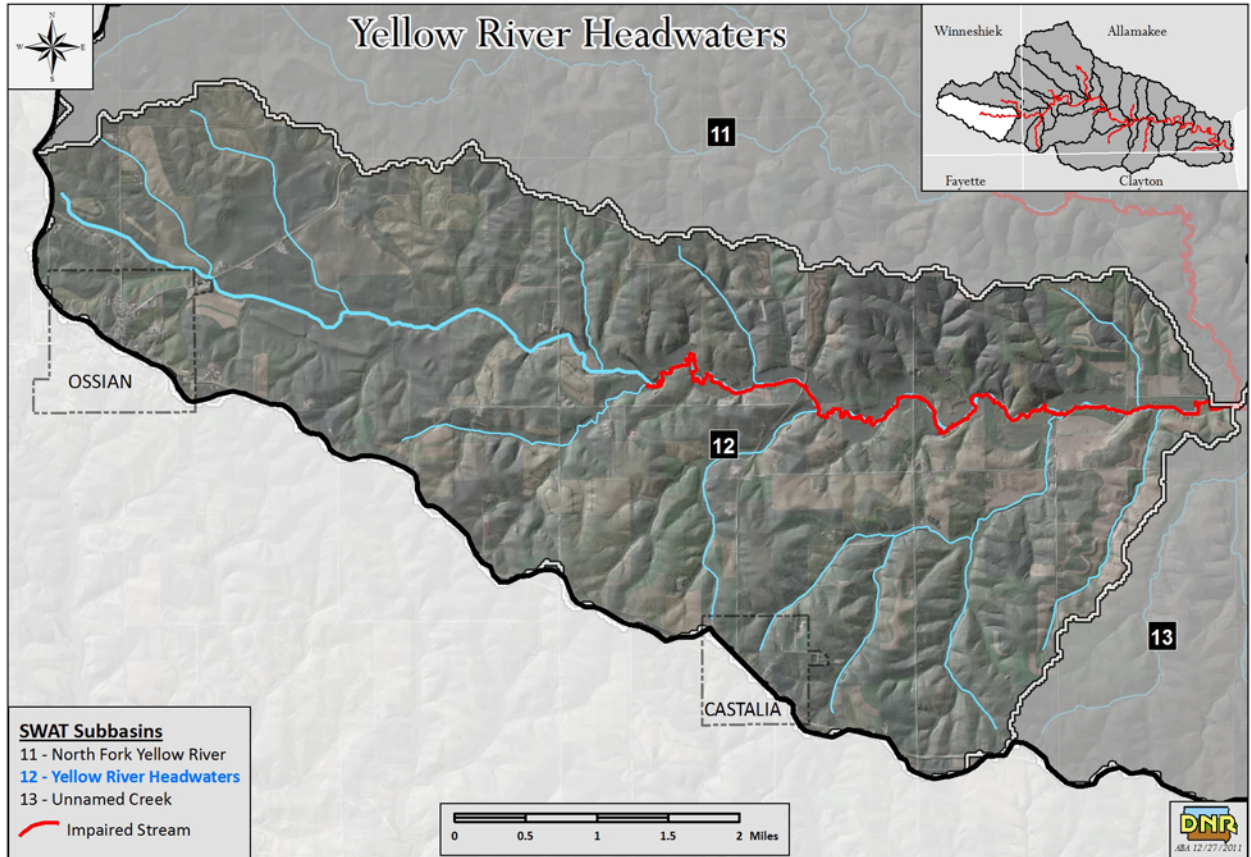 Yellow River Headwaters
N
W
E
S
Winneshiek
Allamakee
Fayette
Clayton
11
OSSIAN
12
13
CASTALIA
SWAT Subbasins
11 - North Fork Yellow River
12 - Yellow River Headwaters
13 - Unnamed Creek
Impaired Stream
0 0.5 1 1.5 2 Miles
DNR
ABA 12/27/2011